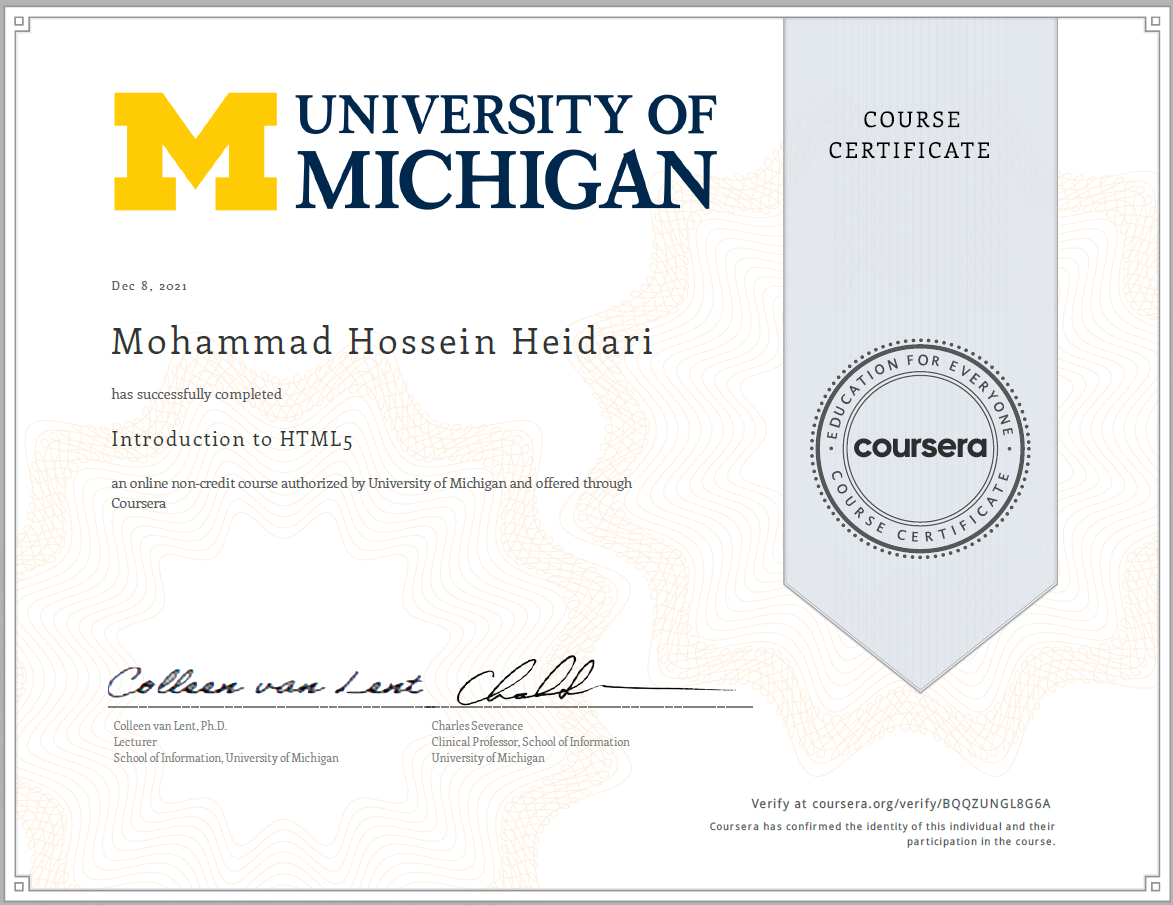 M
UNIVERSITY OF
MICHIGAN
COURSE
CERTIFICATE
Dec 8, 2021
Mohammad Hossein Heidari
has successfully completed
Introduction to HTML5
an online non-credit course authorized by University of Michigan and offered through
Coursera
EDUCATION FOR EVERYONE
coursera
COURSE CERTIFICATE
Colleen van Lent
Colleen van Lent, Ph.D.
Lecturer
School of Information, University of Michigan
Charles Severance
Clinical Professor, School of Information
University of Michigan
Verify at coursera.org/verify/BQQZUNGL8G6A
Coursera has confirmed the identity of this individual and their
participation in the course.